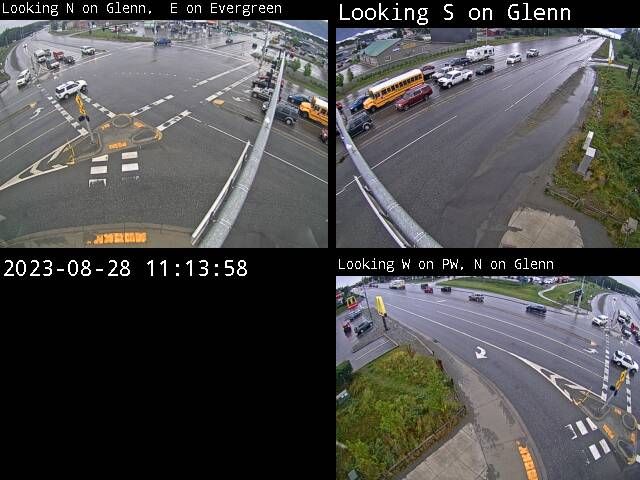 Looking N on Glenn,  E on Evergreen
Looking S on Glenn
2023-08-28 11:13:58
Looking W on PW, N on Glenn